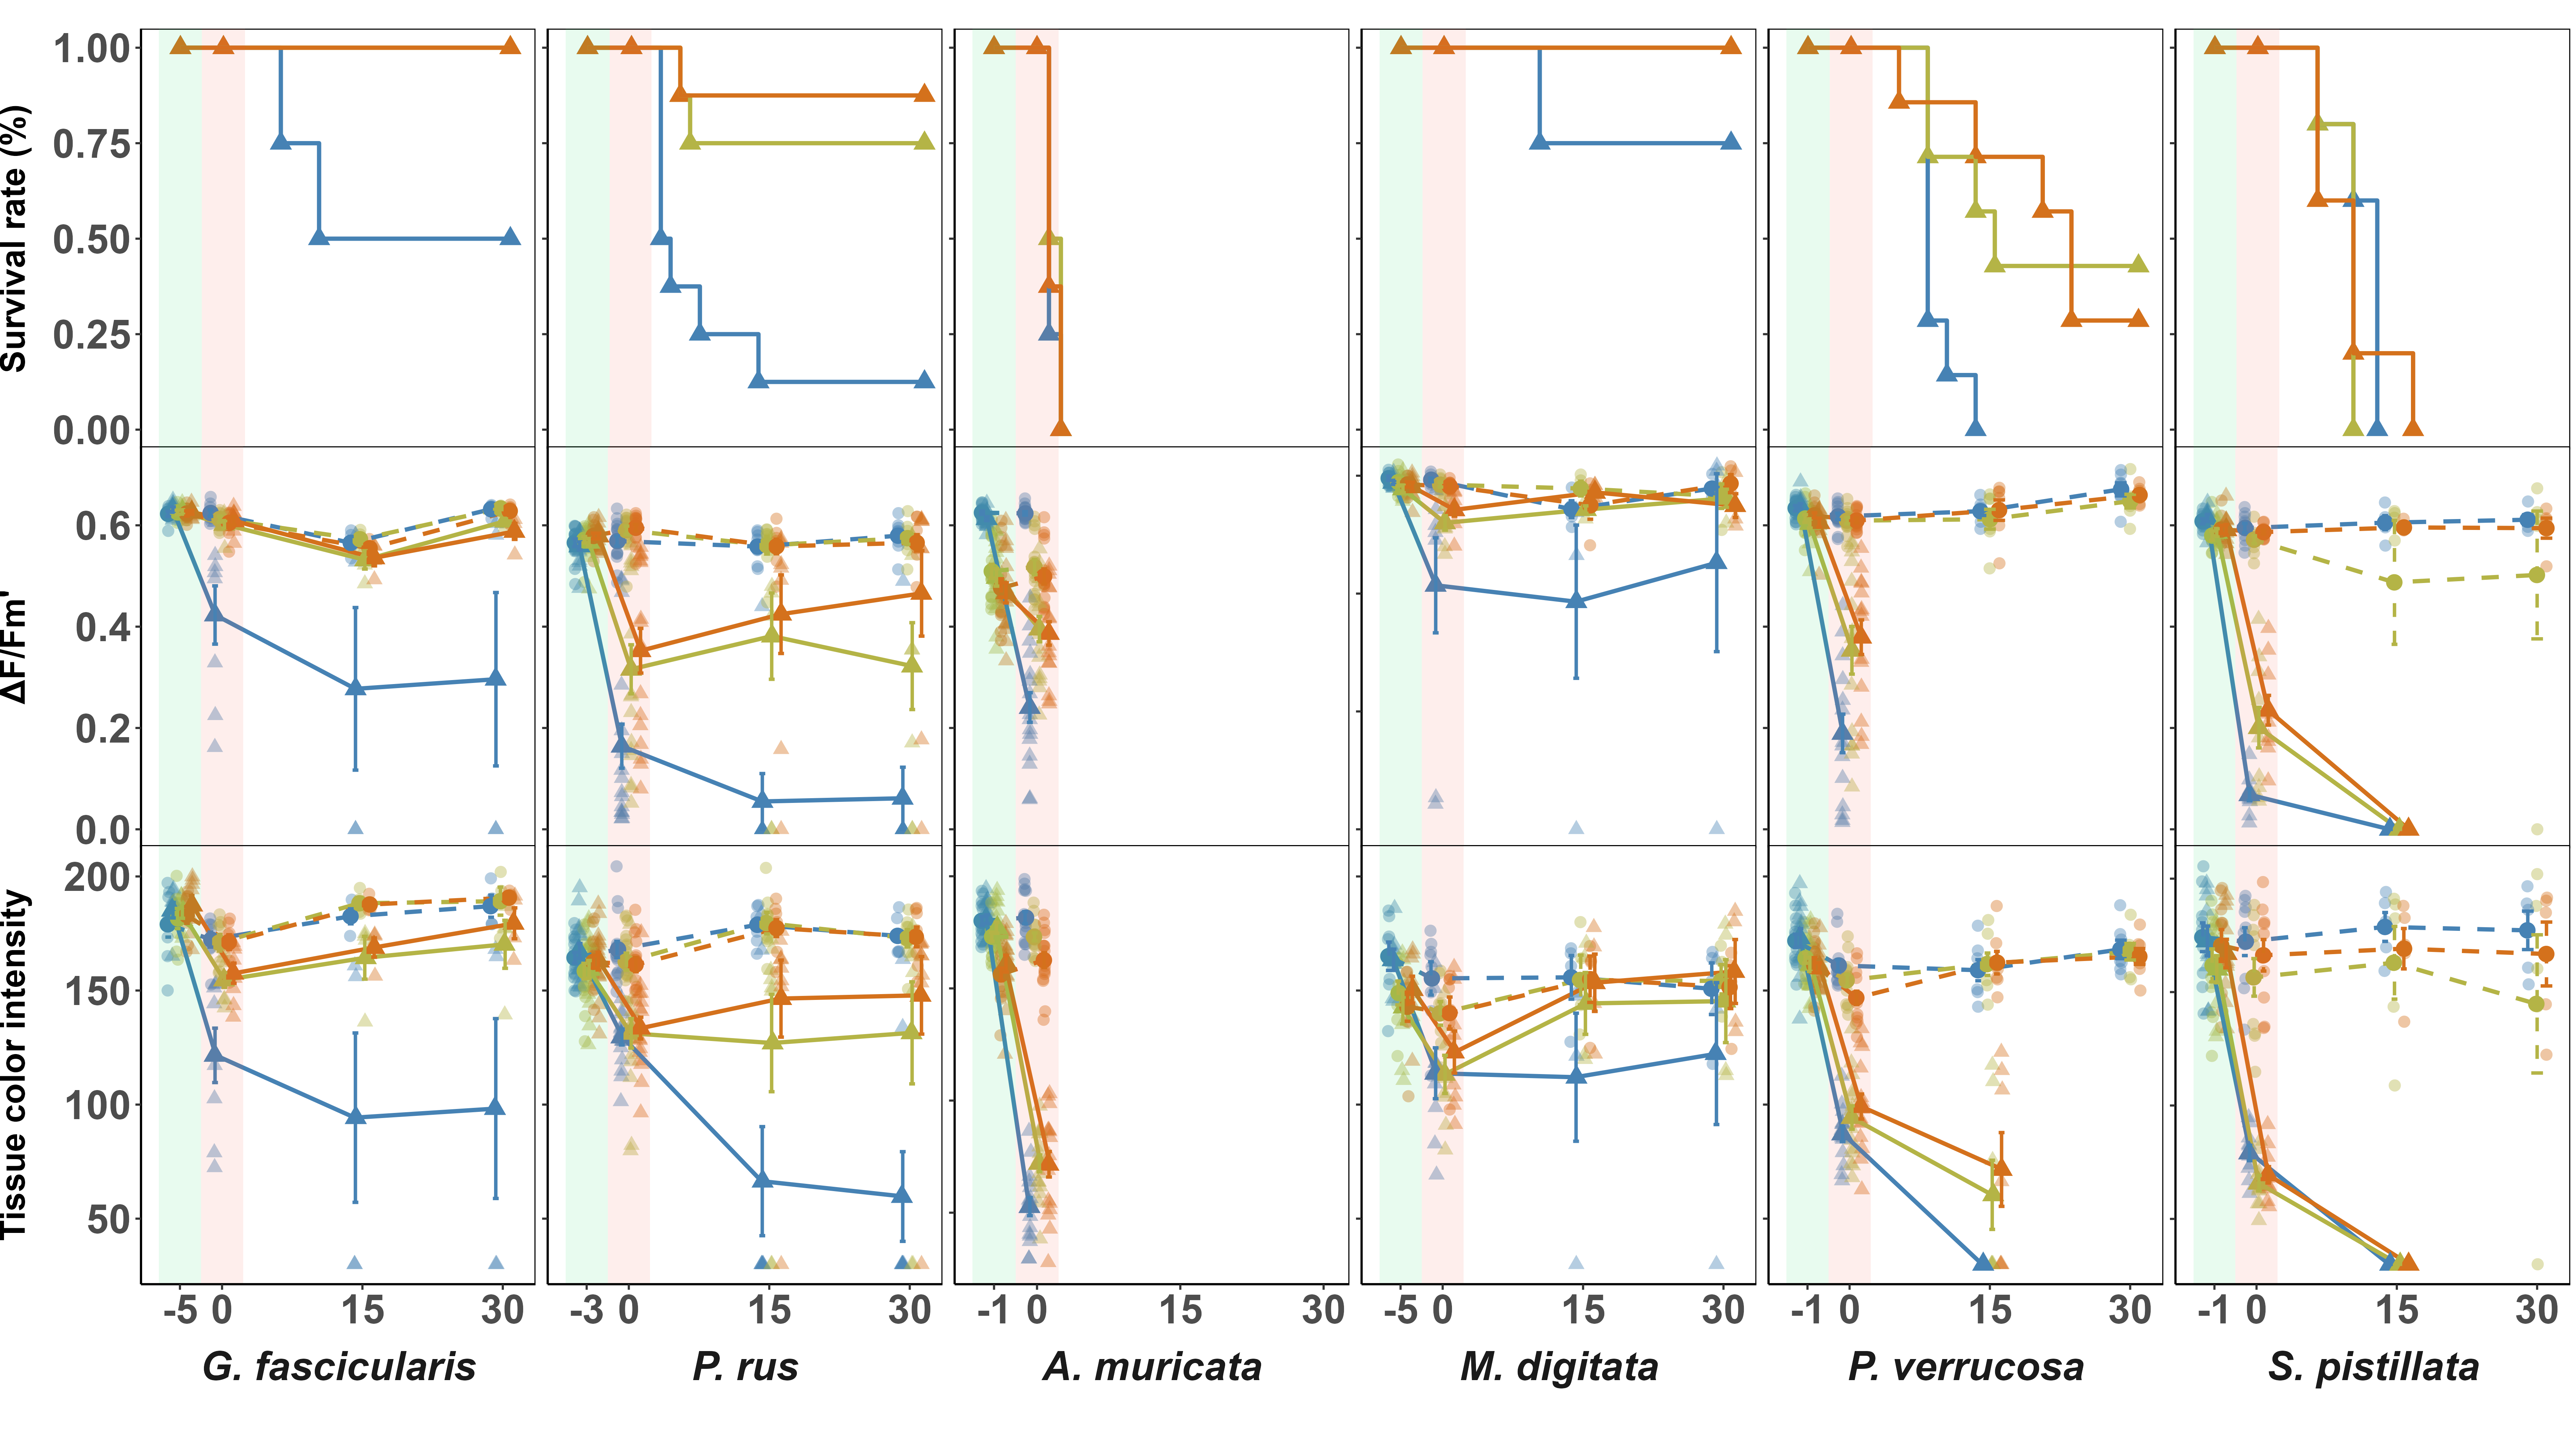 Survival rate (%)
1.00
0.75
0.50
0.25
0.00
ΔF/Fm'
0.6
0.4
0.2
0.0
Tissue color intensity
200
150
100
50
-5 0 15 30
-3 0 15 30
-1 0 15 30
-5 0 15 30
-1 0 15 30
-1 0 15 30
G. fascicularis
P. rus
A. muricata
M. digitata
P. verrucosa
S. pistillata